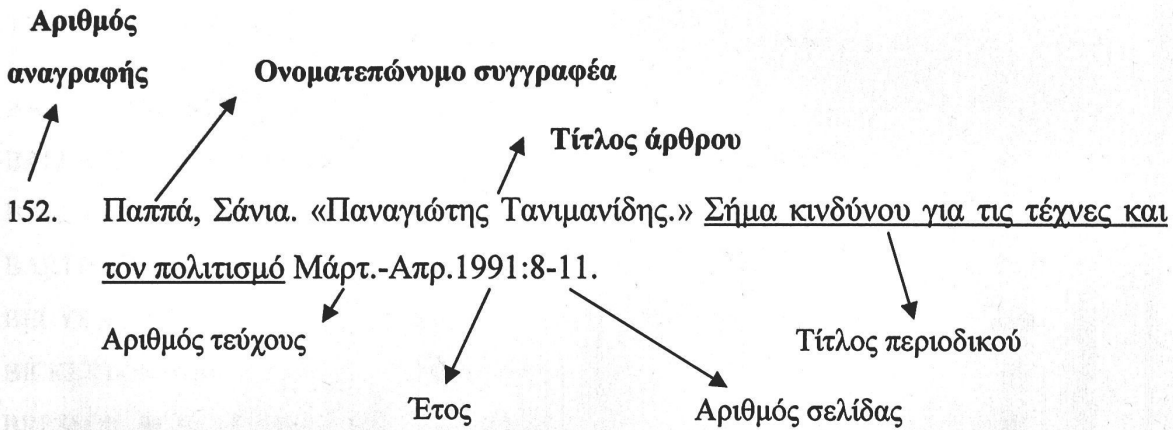 Αριθμός
αναγραφής
Ονοματεπώνυμο συγγραφέα
Τίτλος άρθρου
152. Παππά, Σάνια. «Παναγιώτης Τανιμανίδης.» Σήμα κινδύνου για τις τέχνες και
τον πολιτισμό Μάρτ.-Απρ.1991:8-11.
Αριθμός τεύχους
Τίτλος περιοδικού
Έτος
Αριθμός σελίδας